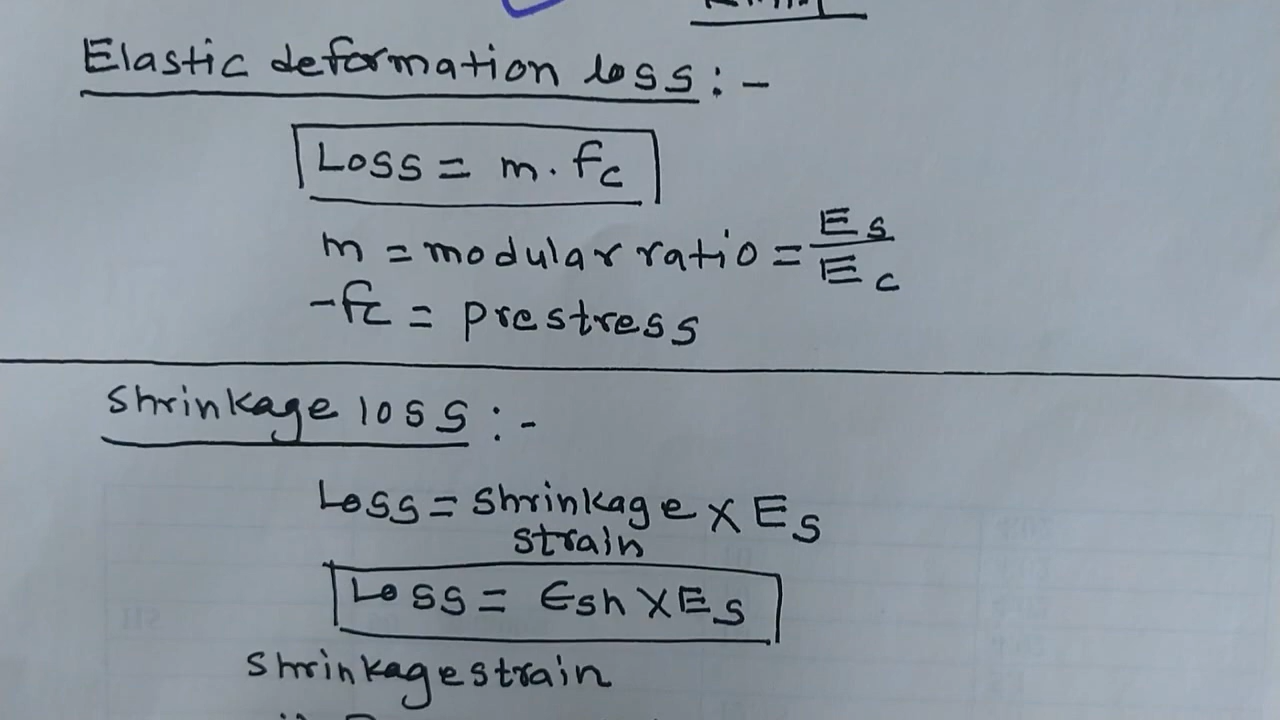 Elastic deformation loss :-
Loss = m. fc
m = modular ratio = Es/Ec
-fc = prestress
Shrinkage loss :-
Loss = Shrinkage × Es
strain
Loss = Esh × Es
Shrinkage strain